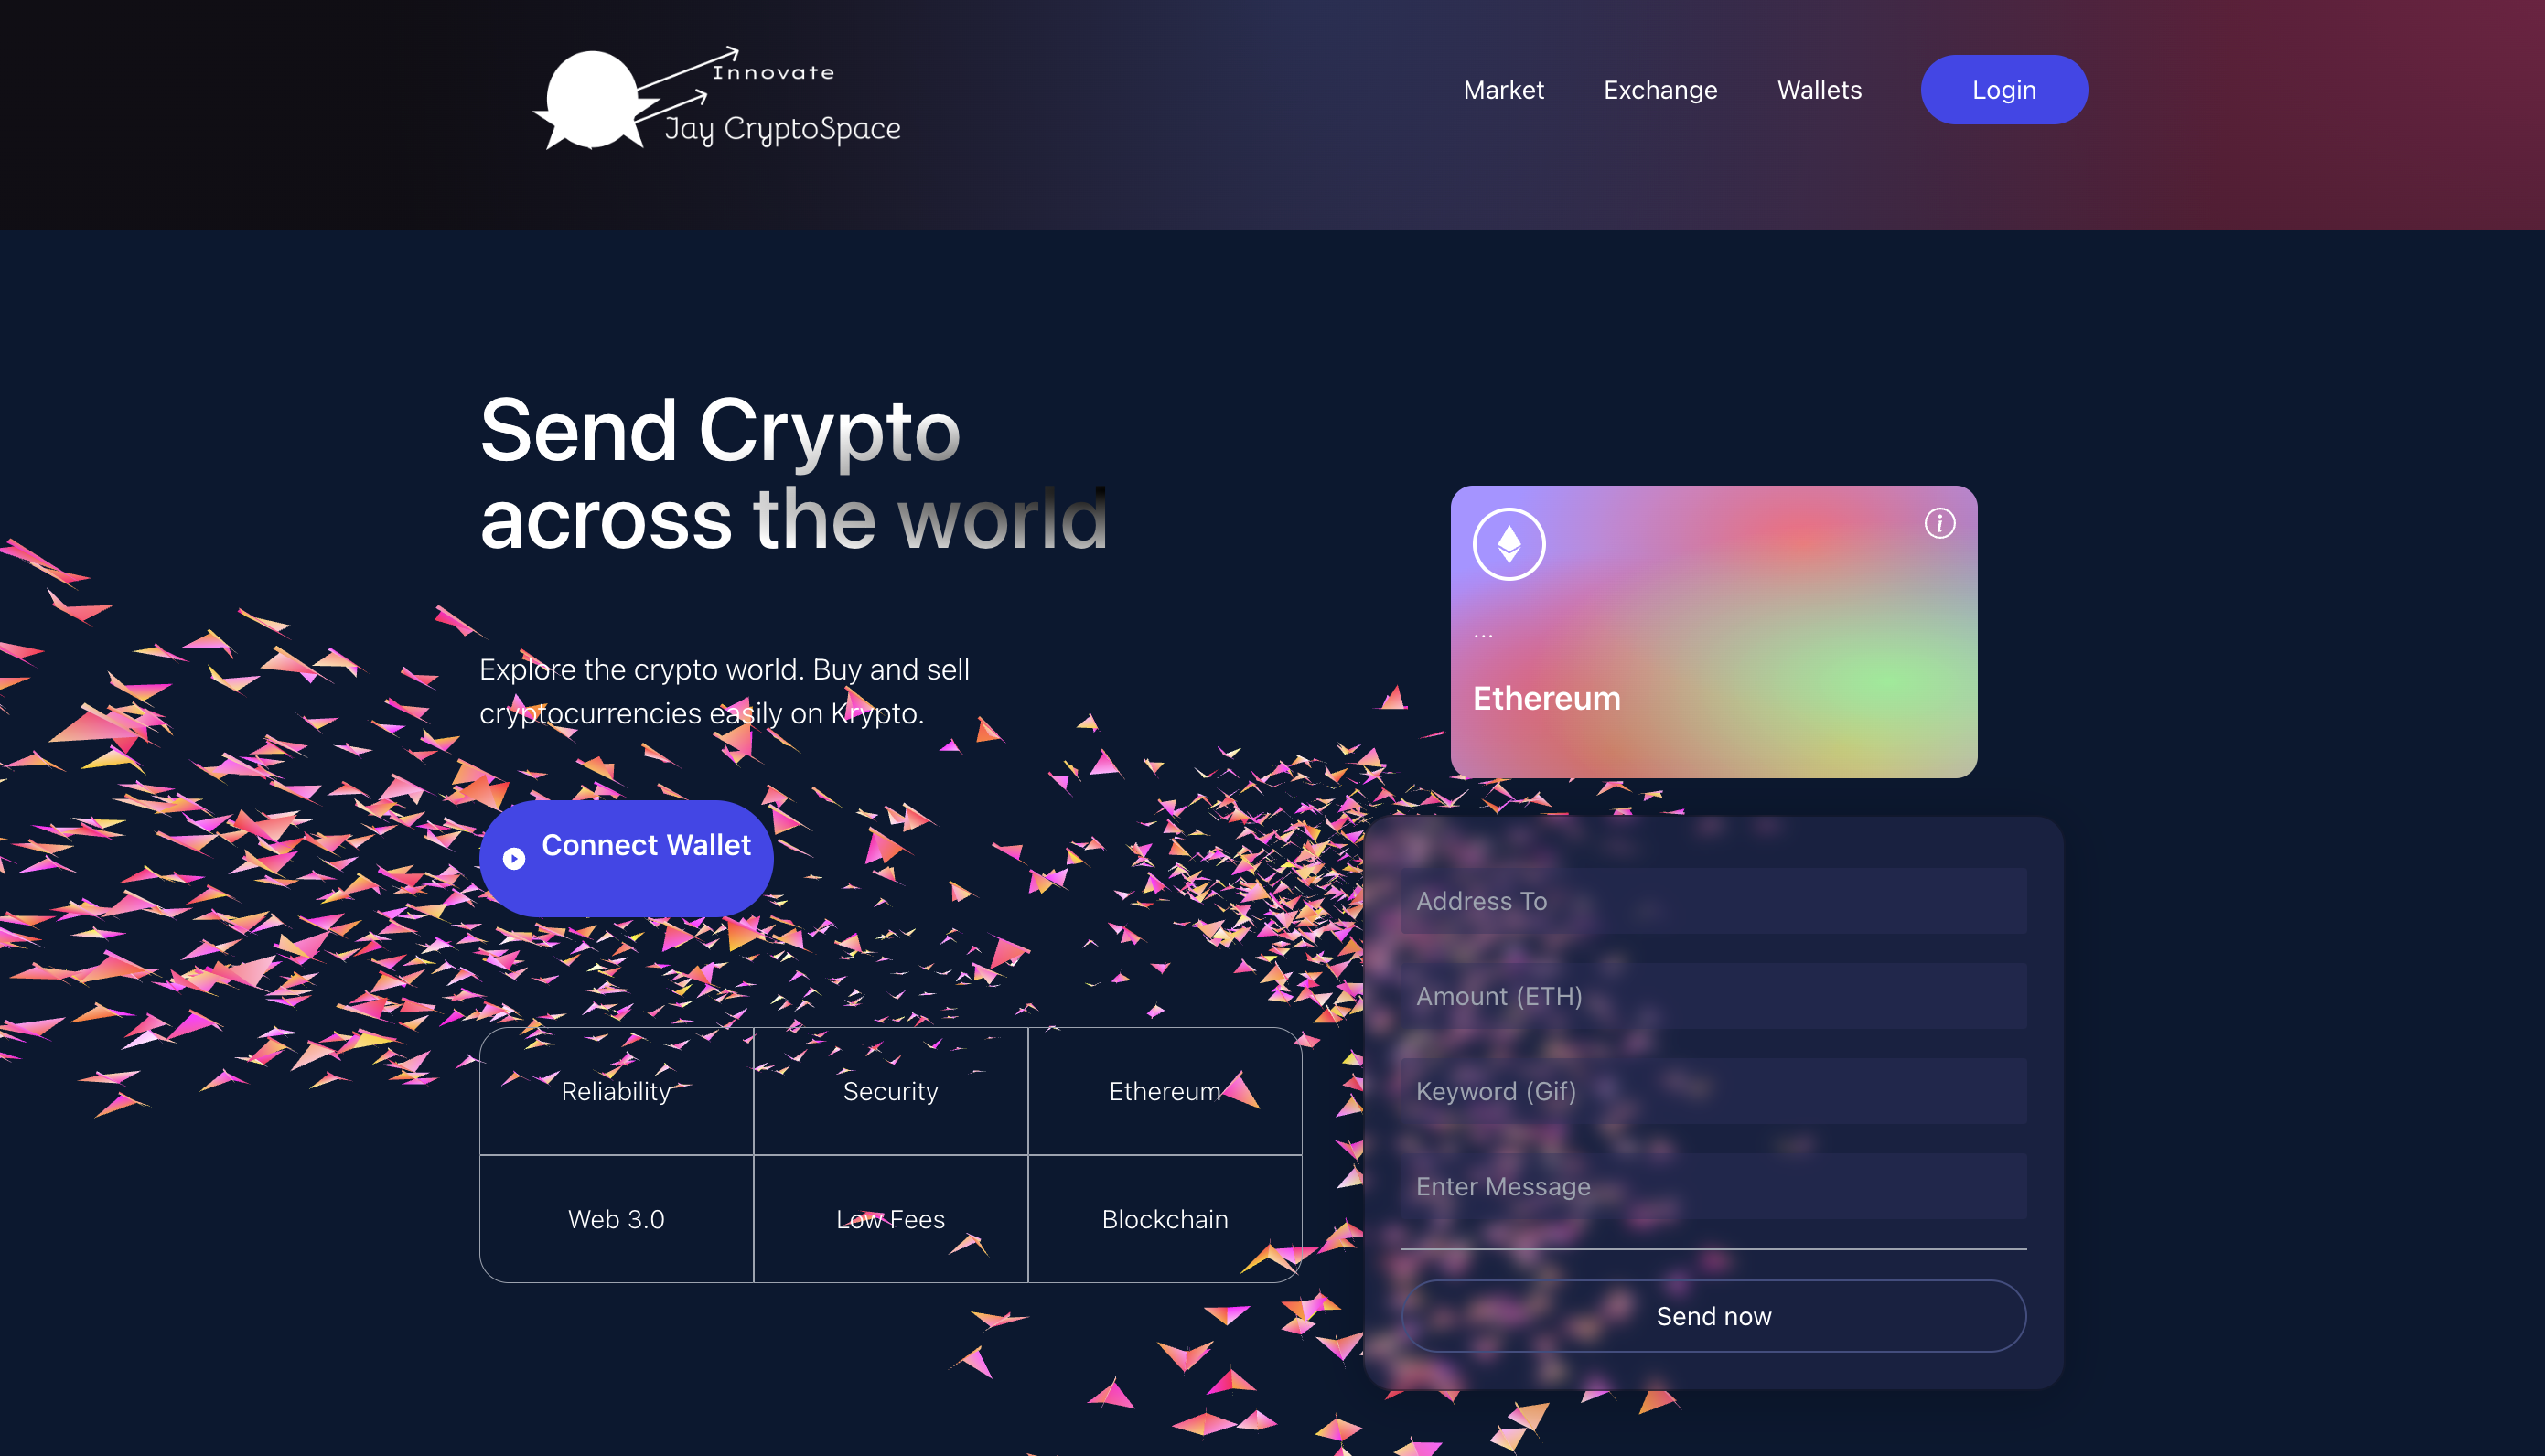 Innovate
Jay CryptoSpace
Market
Exchange
Wallets
Login
Send Crypto
across the world
Explore the crypto world. Buy and sell
cryptocurrencies easily on Krypto.
Connect Wallet
Reliability
Security
Ethereum
Web 3.0
Low Fees
Blockchain
i
...
Ethereum
Address To
Amount (ETH)
Keyword (Gif)
Enter Message
Send now